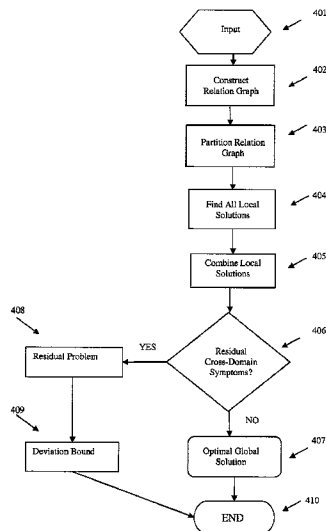 Input
401
Construct
Relation Graph
402
Partition Relation
Graph
403
Find All Local
Solutions
404
Combine Local
Solutions
405
408
Residual Problem
YES
Residual
Cross-Domain
Symptoms?
406
409
Deviation Bound
NO
Optimal Global
Solution
407
END
410